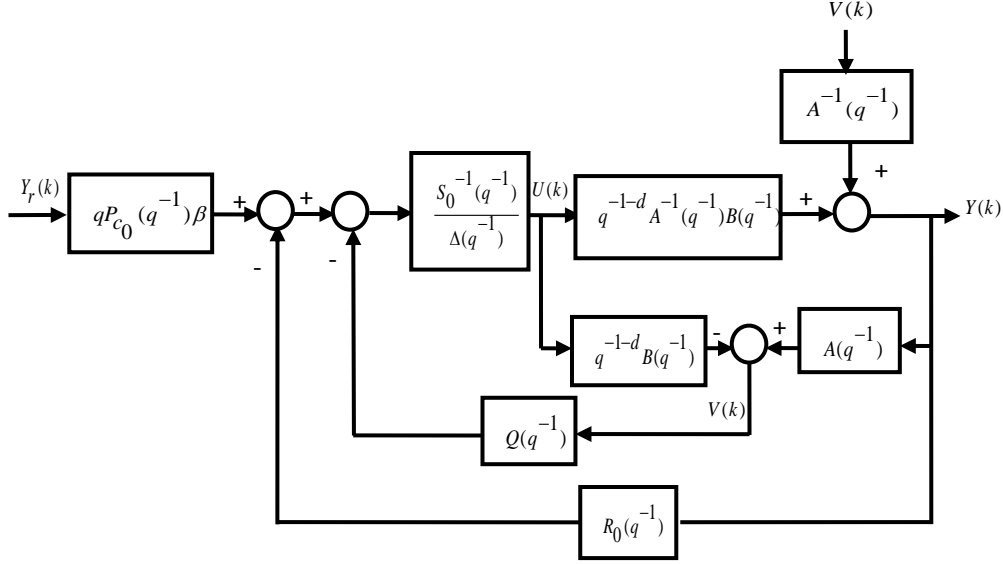 V(k)
A^{-1}(q^{-1})
+
Y_r(k)
qP_{c_0}(q^{-1})β
+
-
+
-
S_0^{-1}(q^{-1})
Δ(q^{-1})
U(k)
q^{-1-d}A^{-1}(q^{-1})B(q^{-1})
+
Y(k)
q^{-1-d}B(q^{-1})
-
+
A(q^{-1})
V(k)
Q(q^{-1})
R_0(q^{-1})